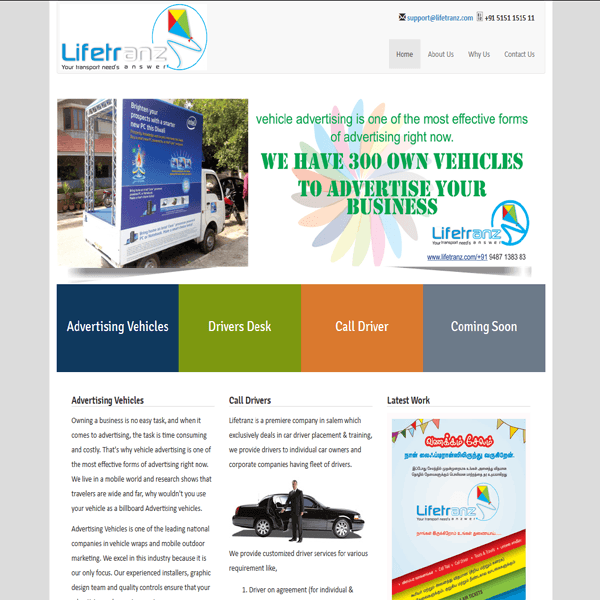 support@lifetranz.com +91 5151 1515 11
Lifetranz
Your transport need's answer
Home About Us Why Us Contact Us
Brighten your
prospects with a smarter
new PC this Diwali
intel
vehicle advertising is one of the most effective forms
of advertising right now.
WE HAVE 300 OWN VEHICLES
TO ADVERTISE YOUR
BUSINESS
Lifetranz
Your transport need's answer
www.lifetranz.com/+91 9487 1383 83
Advertising Vehicles
Drivers Desk
Call Driver
Coming Soon
Advertising Vehicles
Owning a business is no easy task, and when it
comes to advertising, the task is time consuming
and costly. That's why vehicle advertising is one of
the most effective forms of advertising right now.
We live in a mobile world and research shows that
travelers are wide and far, why wouldn't you use
your vehicle as a billboard Advertising vehicles.
Advertising Vehicles is one of the leading natonal
companies in vehicle wraps and mobile outdoor
marketing. We excel in this industry because it is
our only focus. Our experienced installers, graphic
design team and quality controls ensure that your
Call Drivers
Lifetranz is a premiere company in salem which
exclusively deals in car driver placement & training,
we provide drivers to individual car owners and
corporate companies having fleet of drivers.
We provide customized driver services for various
requirement like,
1. Driver on agreement (for individual &
Latest Work
வணக்கம் சேலம்
நான் லைஃப்டிரான்ஸிலிருந்து வருகிறேன்.
Lifetranz
Your transport need's answer